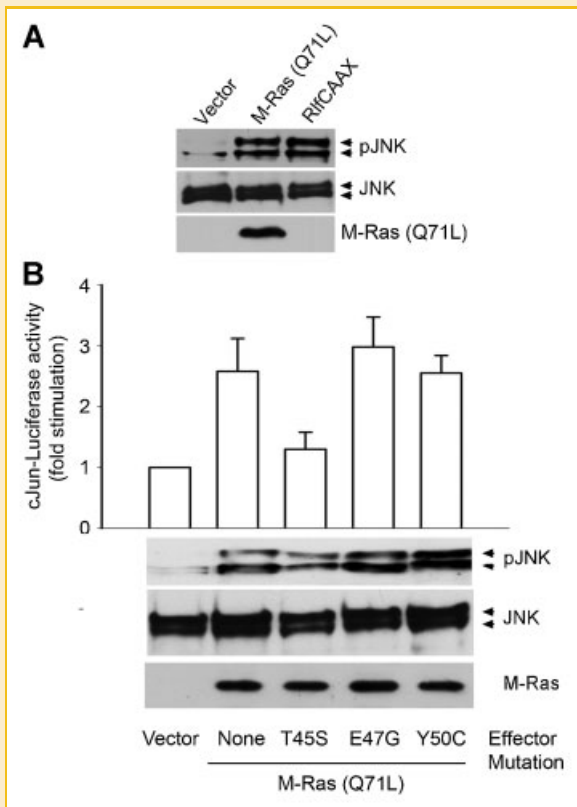 A
Vector
M-Ras (Q71L)
RlfCAAX
pJNK
JNK
M-Ras (Q71L)
B
cJun-Luciferase activity
(fold stimulation)
4
3
2
1
0
pJNK
JNK
M-Ras
Vector None T45S E47G Y50C Effector
Mutation
M-Ras (Q71L)